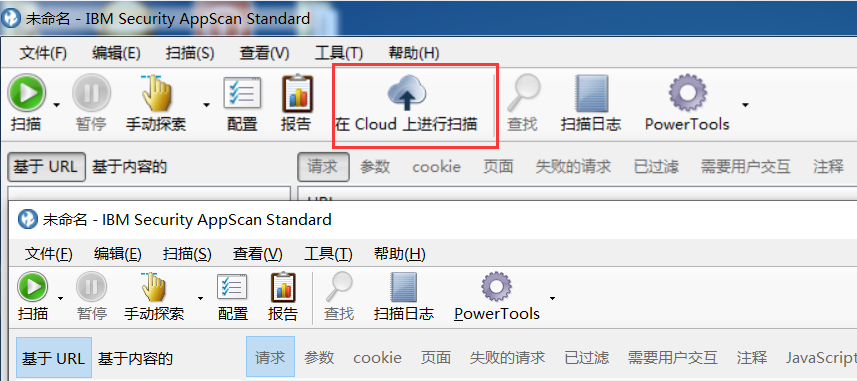 未命名 - IBM Security AppScan Standard
文件(F) 编辑(E) 扫描(S) 查看(V) 工具(T) 帮助(H)
扫描 暂停 手动探索 配置 报告 在 Cloud 上进行扫描 查找 扫描日志 PowerTools
基于 URL 基于内容的 请求 参数 cookie 页面 失败的请求 已过滤 需要用户交互 注释
未命名 - IBM Security AppScan Standard
文件(F) 编辑(E) 扫描(S) 查看(V) 工具(T) 帮助(H)
扫描 暂停 手动探索 配置 报告 查找 扫描日志 PowerTools
基于 URL 基于内容的 请求 参数 cookie 页面 失败的请求 已过滤 需要用户交互 注释 JavaScript